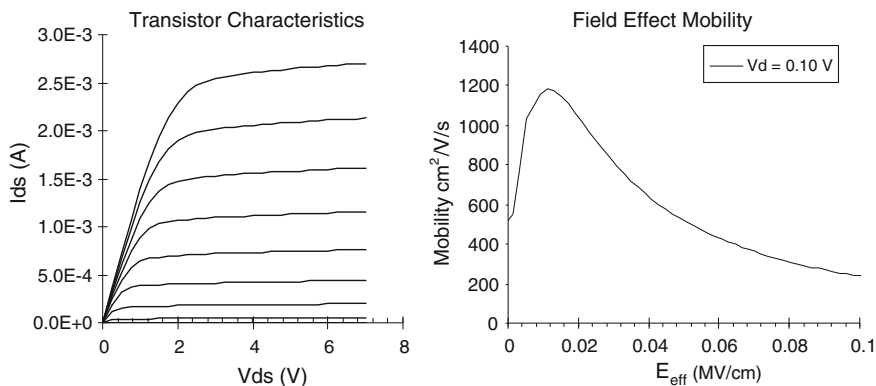 Transistor Characteristics
3.0E-3
2.5E-3
2.0E-3
1.5E-3
1.0E-3
5.0E-4
0.0E+0
Ids (A)
0 2 4 6 8
Vds (V)
Field Effect Mobility
Vd = 0.10 V
1400
1200
1000
800
600
400
200
0
Mobility cm²/V/s
0 0.02 0.04 0.06 0.08 0.1
E_eff (MV/cm)